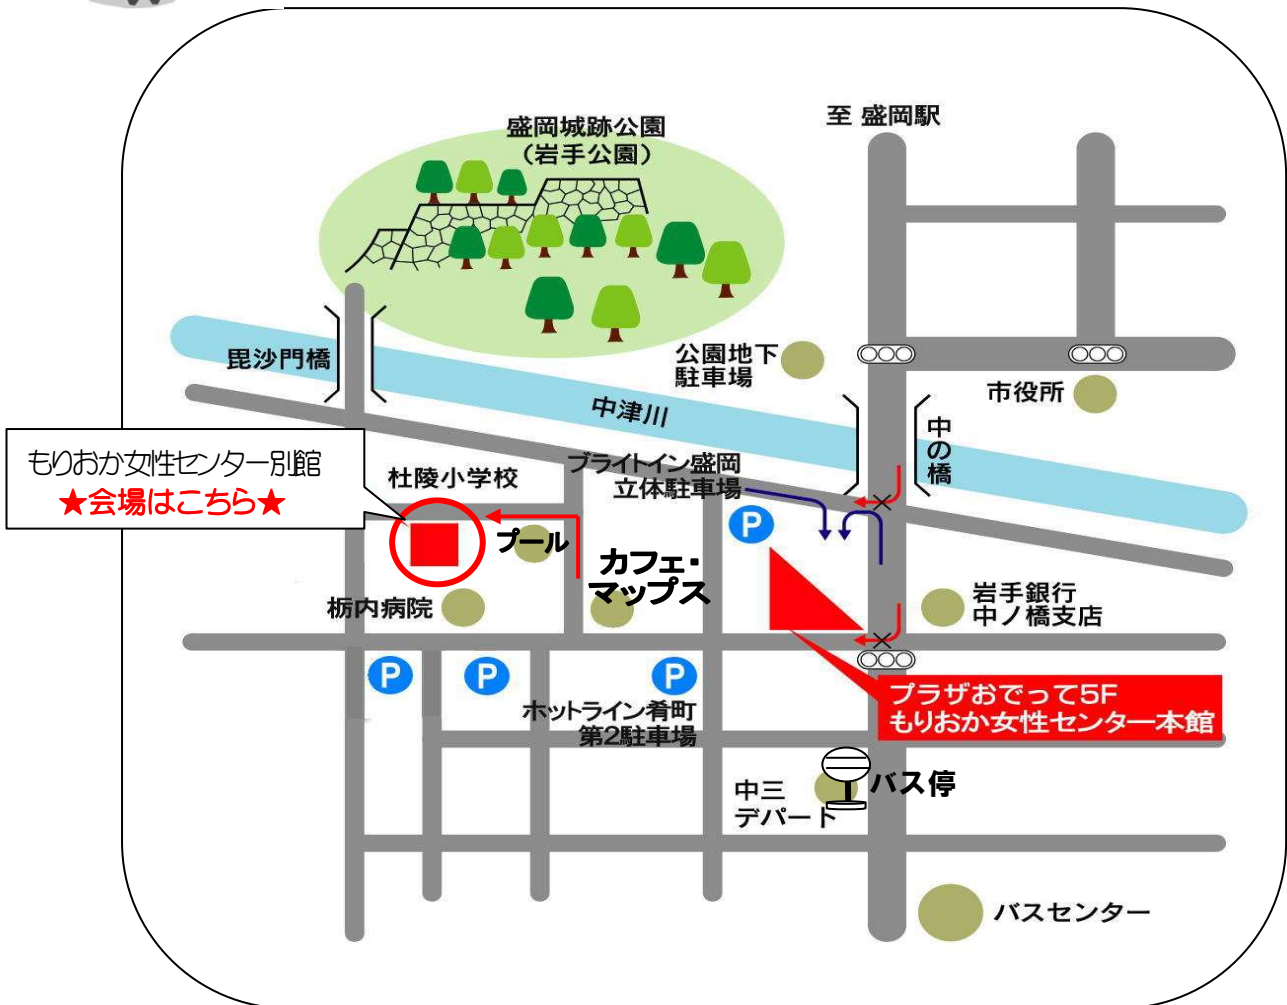 至 盛岡駅
盛岡城跡公園
(岩手公園)
毘沙門橋
公園地下
駐車場
市役所
中津川
中の橋
もりおか女性センター別館
★会場はこちら★
杜陵小学校
ブライトイン盛岡
立体駐車場
P
プール
カフェ・
マップス
栃内病院
岩手銀行
中ノ橋支店
P
P
P
ホットライン肴町
第2駐車場
プラザおでって5F
もりおか女性センター本館
中三
デパート
バス停
バスセンター